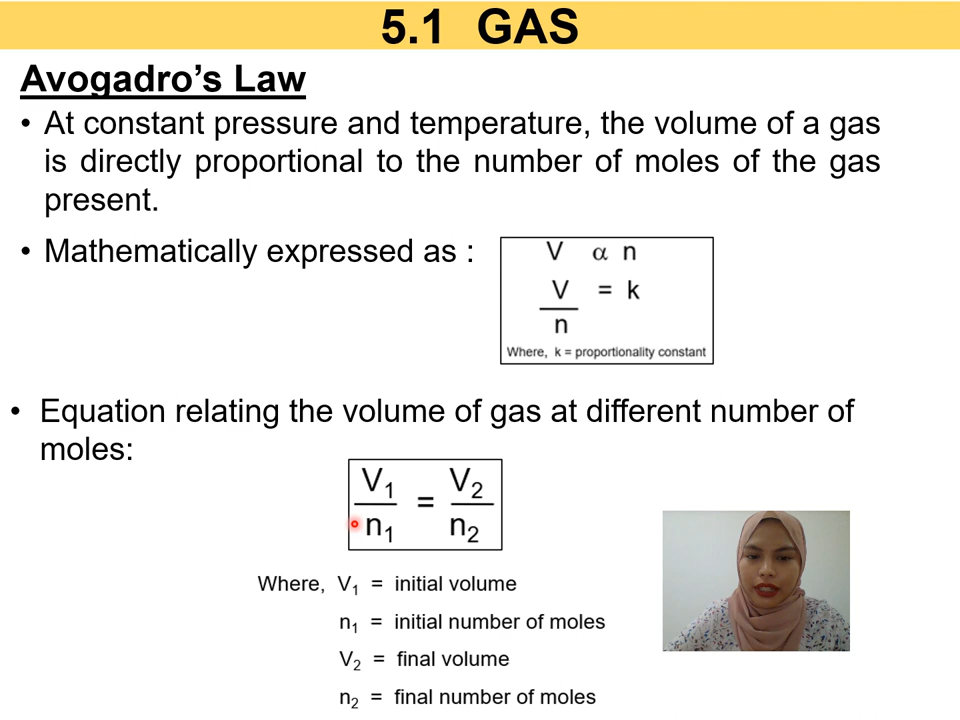 5.1 GAS
Avogadro's Law
• At constant pressure and temperature, the volume of a gas
is directly proportional to the number of moles of the gas
present.
• Mathematically expressed as :
V α n
V
= k
n
Where, k = proportionality constant
• Equation relating the volume of gas at different number of
moles:
V₁ = V₂
n₁ n₂
Where, V₁ = initial volume
n₁ = initial number of moles
V₂ = final volume
n₂ = final number of moles